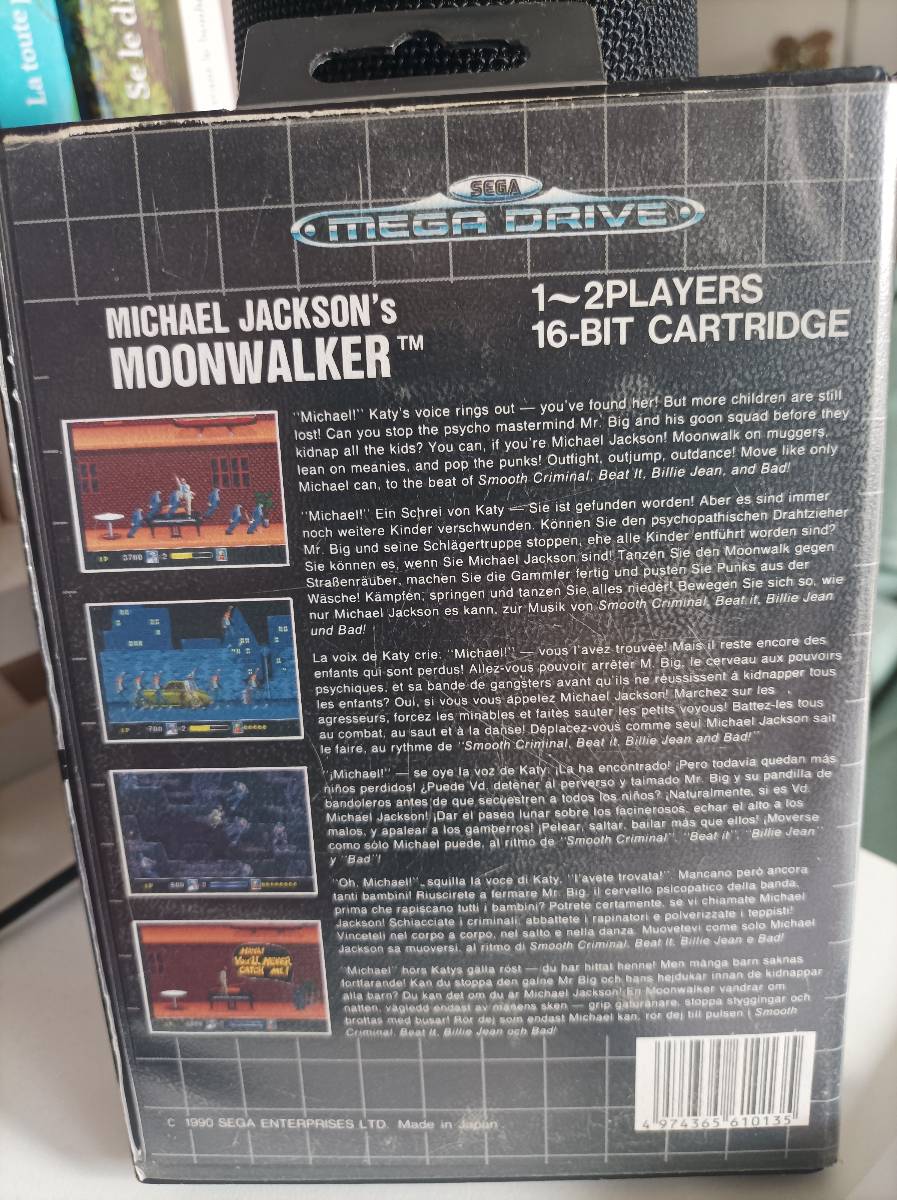 La toute
Se le di
SEGA
MEGA DRIVE
MICHAEL JACKSON's
MOONWALKER™
1~2PLAYERS
16-BIT CARTRIDGE
"Michael!" Katy's voice rings out — you've found her! But more children are still
lost! Can you stop the psycho mastermind Mr. Big and his goon squad before they
kidnap all the kids? You can, if you're Michael Jackson! Moonwalk on muggers,
lean on meanies, and pop the punks! Outfight, outjump, outdance! Move like only
Michael can, to the beat of Smooth Criminal, Beat It, Billie Jean, and Bad!
"Michael!" Ein Schrei von Katy — Sie ist gefunden worden! Aber es sind immer
noch weitere Kinder verschwunden. Können Sie den psychopathischen Drahtzieher
Mr. Big und seine Schlägertruppe stoppen, ehe alle Kinder entführt worden sind?
Sie können es, wenn Sie Michael Jackson sind! Tanzen Sie den Moonwalk gegen
Straßenräuber, machen Sie die Gammler fertig und pusten Sie Punks aus der
Wäsche! Kämpfen, springen und tanzen Sie alles nieder! Bewegen Sie sich so, wie
nur Michael Jackson es kann, zur Musik von Smooth Criminal, Beat it, Billie Jean
und Bad!
La voix de Katy crie: "Michael!" — vous l'avez trouvée! Mais il reste encore des
enfants qui sont perdus! Allez-vous pouvoir arrêter M. Big, le cerveau aux pouvoirs
psychiques, et sa bande de gangsters avant qu'ils ne réussissent à kidnapper tous
les enfants? Oui, si vous vous appelez Michael Jackson! Marchez sur les
agresseurs, forcez les minables et faites sauter les petits voyous! Battez-les tous
au combat, au saut et à la danse! Déplacez-vous comme seul Michael Jackson sait
le faire, au rythme de "Smooth Criminal, Beat it, Billie Jean and Bad!"
"¡Michael!" — se oye la voz de Katy. ¡La ha encontrado! ¡Pero todavía quedan más
niños perdidos! ¿Puede Vd. detener al perverso y taimado Mr. Big y su pandilla de
bandoleros antes de que secuestren a todos los niños? ¡Naturalmente, si es Vd.
Michael Jackson! ¡Dar el paseo lunar sobre los facinerosos, echar el alto a los
malos, y apalear a los gamberros! ¡Pelear, saltar, bailar más que ellos! ¡Moverse
como sólo Michael puede, al ritmo de "Smooth Criminal", "Beat it", "Billie Jean"
y "Bad"!
"Oh, Michael!" squilla la voce di Katy, "l'avete trovata!". Mancano però ancora
tanti bambini! Riuscirete a fermare Mr. Big, il cervello psicopatico della banda,
prima che rapiscano tutti i bambini? Potrete certamente, se vi chiamate Michael
Jackson! Schiacciate i criminali, abbattete i rapinatori e polverizzate i teppisti!
Vinceteli nel corpo a corpo, nel salto e nella danza. Muovetevi come solo Michael
Jackson sa muoversi, al ritmo di Smooth Criminal, Beat It, Billie Jean e Bad!
"Michael" hörs Katys gälla röst — du har hittat henne! Men många barn saknas
fortfarande! Kan du stoppa den galne Mr Big och hans hejdukar innan de kidnappar
alla barn? Du kan det om du är Michael Jackson! En Moonwalker vandrar om
natten, vägledd endast av månens sken — grip gaturånare, stoppa styggingar och
brottas med busar! Rör dej som endast Michael kan, rör dej till pulsen i Smooth
Criminal, Beat It, Billie Jean och Bad!
1P 3700 2
1P 700 2
1P 500
HAHA!
YOU'LL NEVER
CATCH ME!
© 1990 SEGA ENTERPRISES LTD. Made in Japan
4 974365 610135